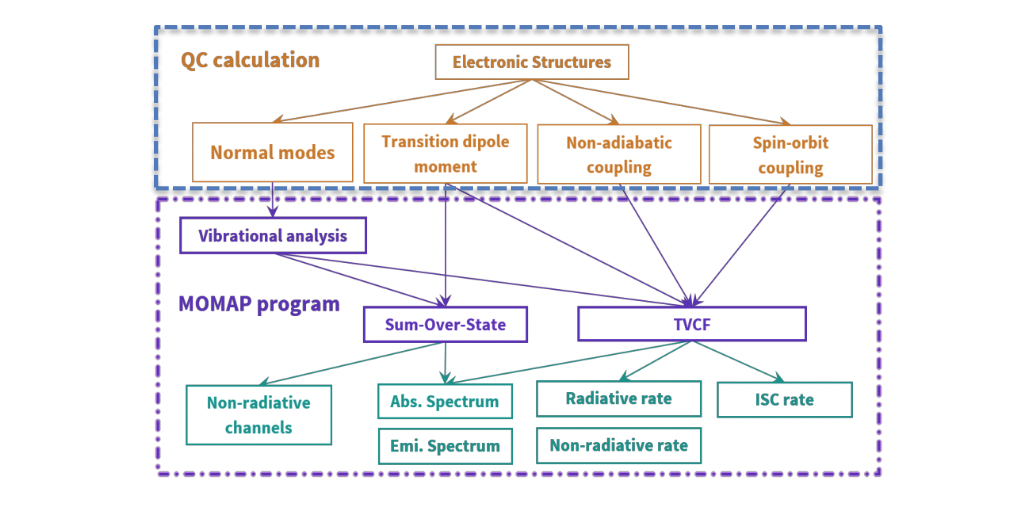 QC calculation
Electronic Structures
Normal modes
Transition dipole
moment
Non-adiabatic
coupling
Spin-orbit
coupling
Vibrational analysis
MOMAP program
Sum-Over-State
TVCF
Non-radiative
channels
Abs. Spectrum
Radiative rate
ISC rate
Emi. Spectrum
Non-radiative rate